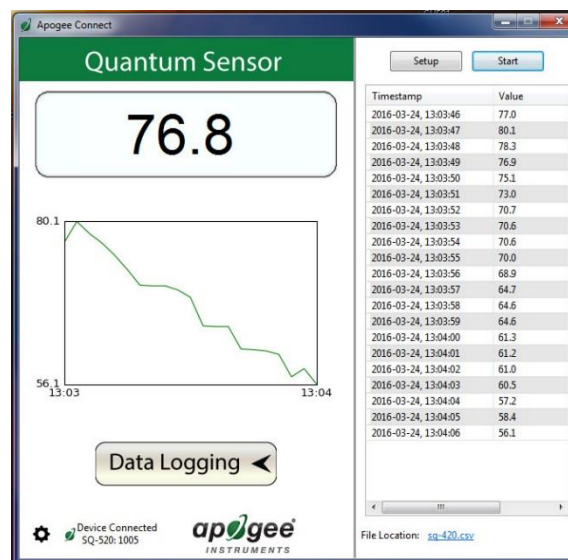 Apogee Connect
Quantum Sensor
76.8
80.1
56.1
13:03 13:04
Data Logging
Device Connected
SQ-520: 1005
apogee®
INSTRUMENTS
Setup Start
Timestamp Value
2016-03-24, 13:03:46 77.0
2016-03-24, 13:03:47 80.1
2016-03-24, 13:03:48 78.3
2016-03-24, 13:03:49 76.9
2016-03-24, 13:03:50 75.1
2016-03-24, 13:03:51 73.0
2016-03-24, 13:03:52 70.7
2016-03-24, 13:03:53 70.6
2016-03-24, 13:03:54 70.6
2016-03-24, 13:03:55 70.0
2016-03-24, 13:03:56 68.9
2016-03-24, 13:03:57 64.7
2016-03-24, 13:03:58 64.6
2016-03-24, 13:03:59 64.6
2016-03-24, 13:04:00 61.3
2016-03-24, 13:04:01 61.2
2016-03-24, 13:04:02 61.0
2016-03-24, 13:04:03 60.5
2016-03-24, 13:04:04 57.2
2016-03-24, 13:04:05 58.4
2016-03-24, 13:04:06 56.1
File Location: sq-420.csv